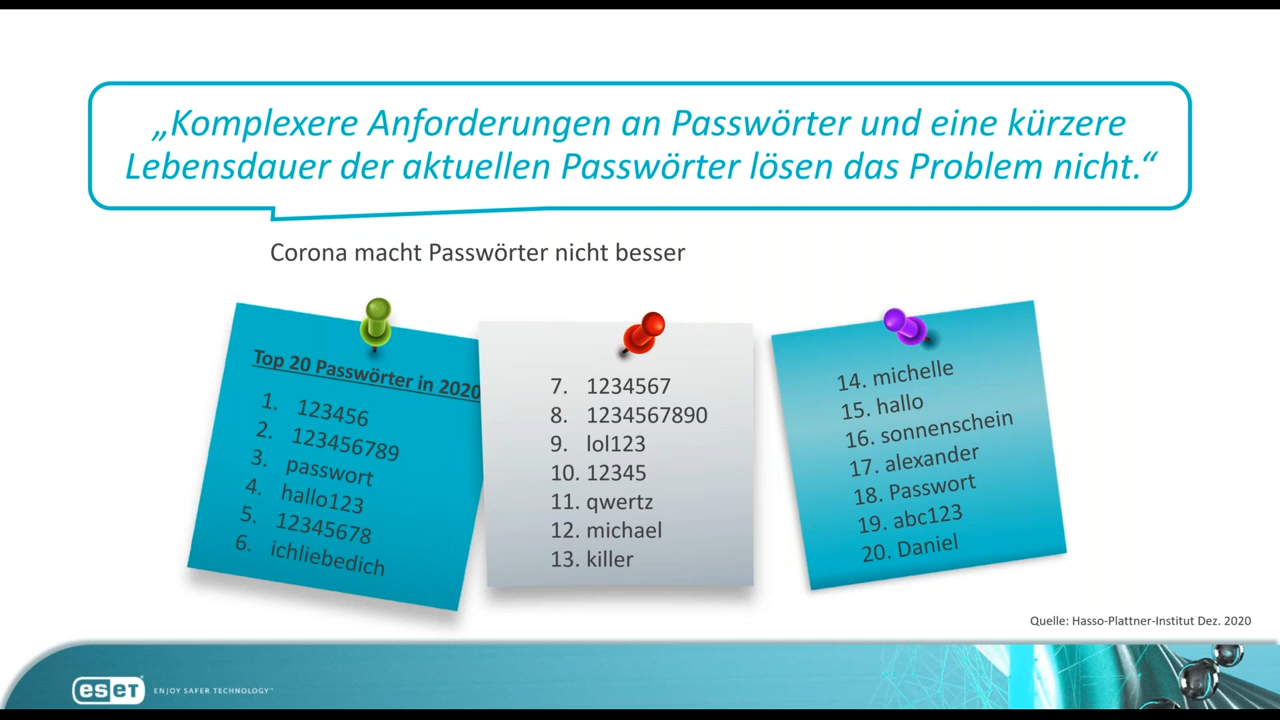 „Komplexere Anforderungen an Passwörter und eine kürzere
Lebensdauer der aktuellen Passwörter lösen das Problem nicht.“
Corona macht Passwörter nicht besser
Top 20 Passwörter in 2020
1. 123456
2. 123456789
3. passwort
4. hallo123
5. 12345678
6. ichliebedich
7. 1234567
8. 1234567890
9. lol123
10. 12345
11. qwertz
12. michael
13. killer
14. michelle
15. hallo
16. sonnenschein
17. alexander
18. Passwort
19. abc123
20. Daniel
Quelle: Hasso-Plattner-Institut Dez. 2020
eseT ENJOY SAFER TECHNOLOGY™